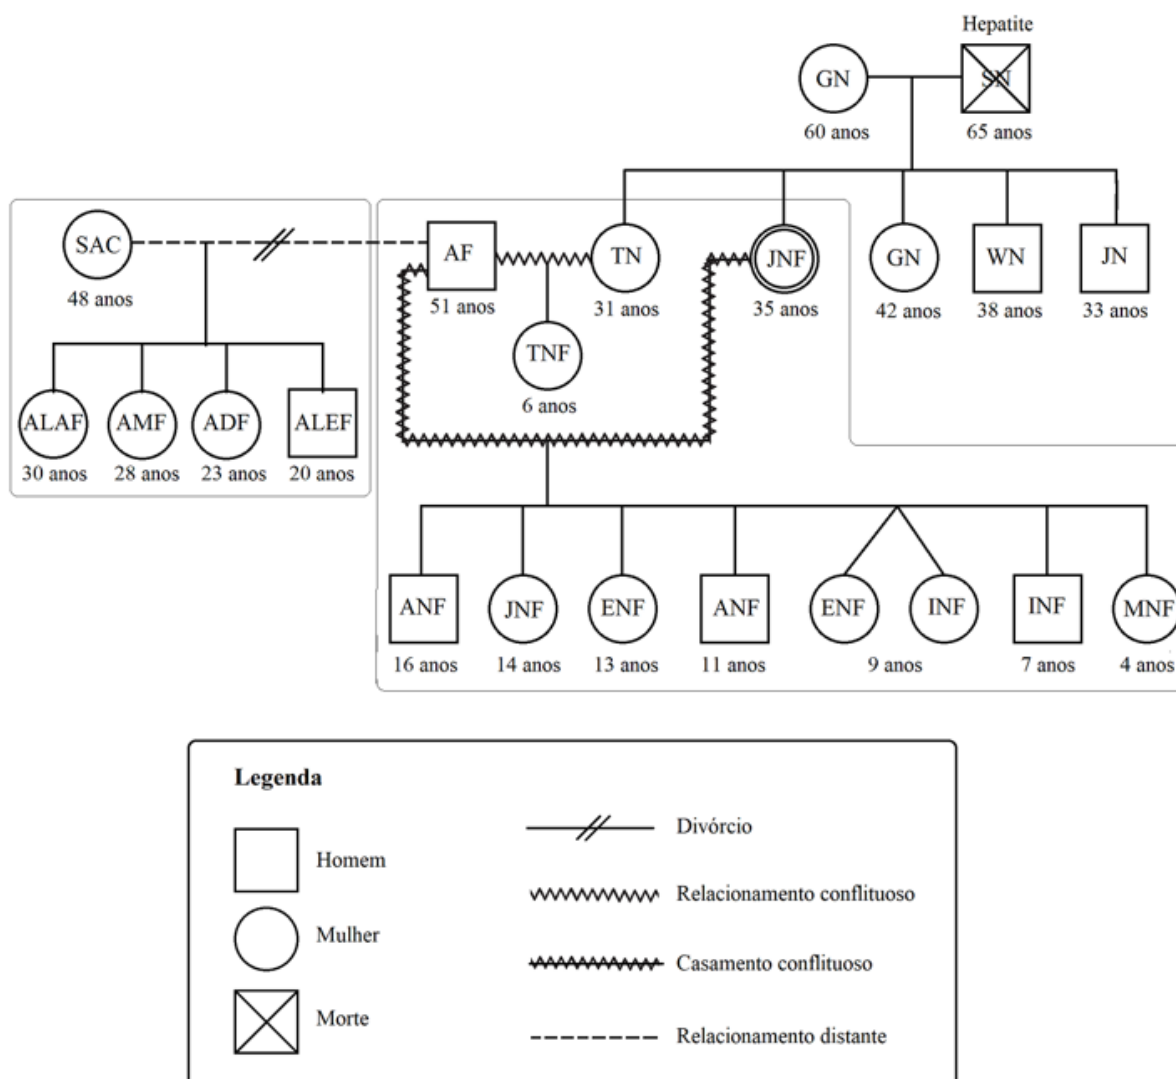 Hepatite
GN
SN
60 anos
65 anos
SAC
AF
TN
JNF
GN
WN
JN
48 anos
51 anos
31 anos
35 anos
42 anos
38 anos
33 anos
TNF
6 anos
ALAF
AMF
ADF
ALEF
30 anos
28 anos
23 anos
20 anos
ANF
JNF
ENF
ANF
ENF
INF
INF
MNF
16 anos
14 anos
13 anos
11 anos
9 anos
7 anos
4 anos
Legenda
Homem
Mulher
Morte
Divórcio
Relacionamento conflituoso
Casamento conflituoso
Relacionamento distante